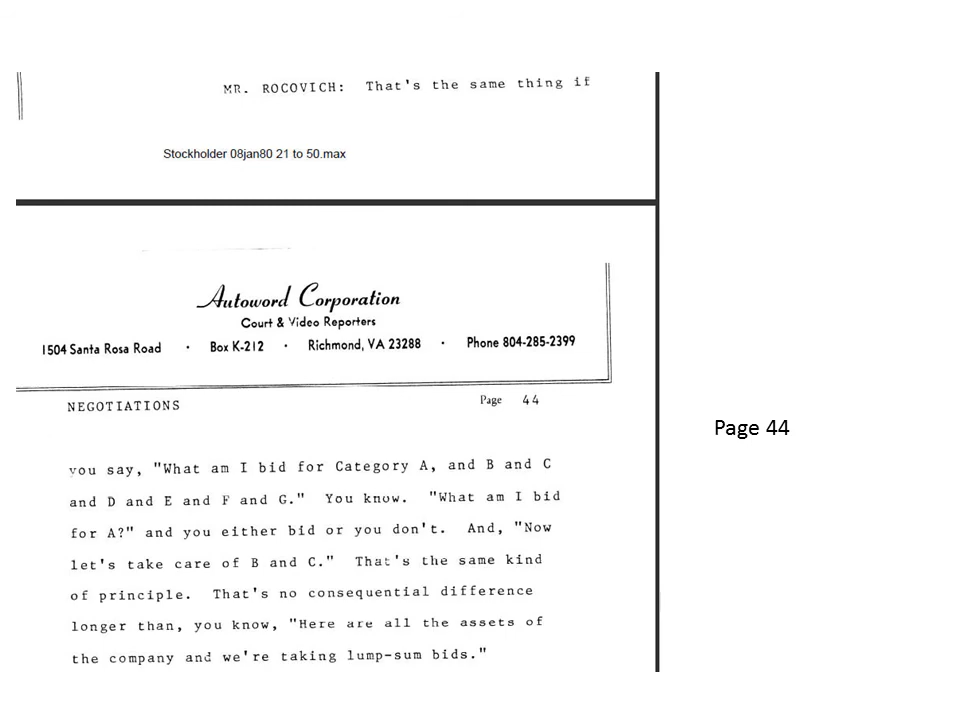 MR. ROCOVICH: That's the same thing if
Stockholder 08jan80 21 to 50.max
Autoword Corporation
Court & Video Reporters
1504 Santa Rosa Road · Box K-212 · Richmond, VA 23288 · Phone 804-285-2399
NEGOTIATIONS Page 44
you say, "What am I bid for Category A, and B and C
and D and E and F and G." You know. "What am I bid
for A?" and you either bid or you don't. And, "Now
let's take care of B and C." That's the same kind
of principle. That's no consequential difference
longer than, you know, "Here are all the assets of
the company and we're taking lump-sum bids."
Page 44